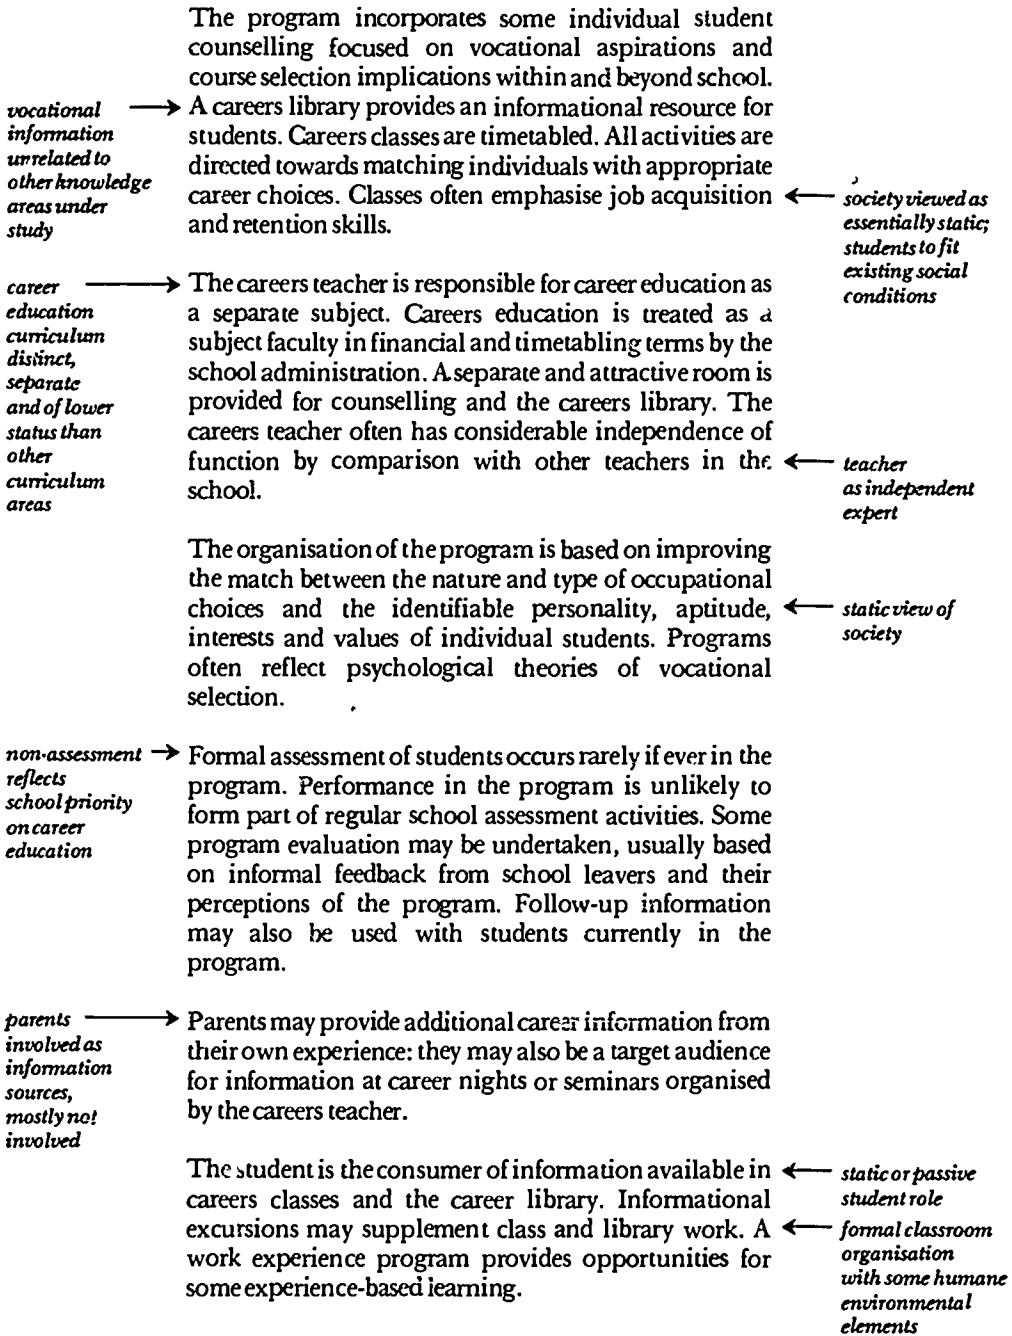 The program incorporates some individual student
counselling focused on vocational aspirations and
course selection implications within and beyond school.
A careers library provides an informational resource for
students. Careers classes are timetabled. All activities are
directed towards matching individuals with appropriate
career choices. Classes often emphasise job acquisition
and retention skills.
vocational
information
unrelated to
other knowledge
areas under
study
society viewed as
essentially static;
students to fit
existing social
conditions
The careers teacher is responsible for career education as
a separate subject. Careers education is treated as a
subject faculty in financial and timetabling terms by the
school administration. A separate and attractive room is
provided for counselling and the careers library. The
careers teacher often has considerable independence of
function by comparison with other teachers in the
school.
career
education
curriculum
distinct,
separate
and of lower
status than
other
curriculum
areas
teacher
as independent
expert
The organisation of the program is based on improving
the match between the nature and type of occupational
choices and the identifiable personality, aptitude,
interests and values of individual students. Programs
often reflect psychological theories of vocational
selection.
static view of
society
non-assessment
reflects
school priority
on career
education
Formal assessment of students occurs rarely if ever in the
program. Performance in the program is unlikely to
form part of regular school assessment activities. Some
program evaluation may be undertaken, usually based
on informal feedback from school leavers and their
perceptions of the program. Follow-up information
may also be used with students currently in the
program.
parents
involved as
information
sources,
mostly not
involved
Parents may provide additional career information from
their own experience: they may also be a target audience
for information at career nights or seminars organised
by the careers teacher.
The student is the consumer of information available in
careers classes and the career library. Informational
excursions may supplement class and library work. A
work experience program provides opportunities for
some experience-based learning.
static or passive
student role
formal classroom
organisation
with some humane
environmental
elements